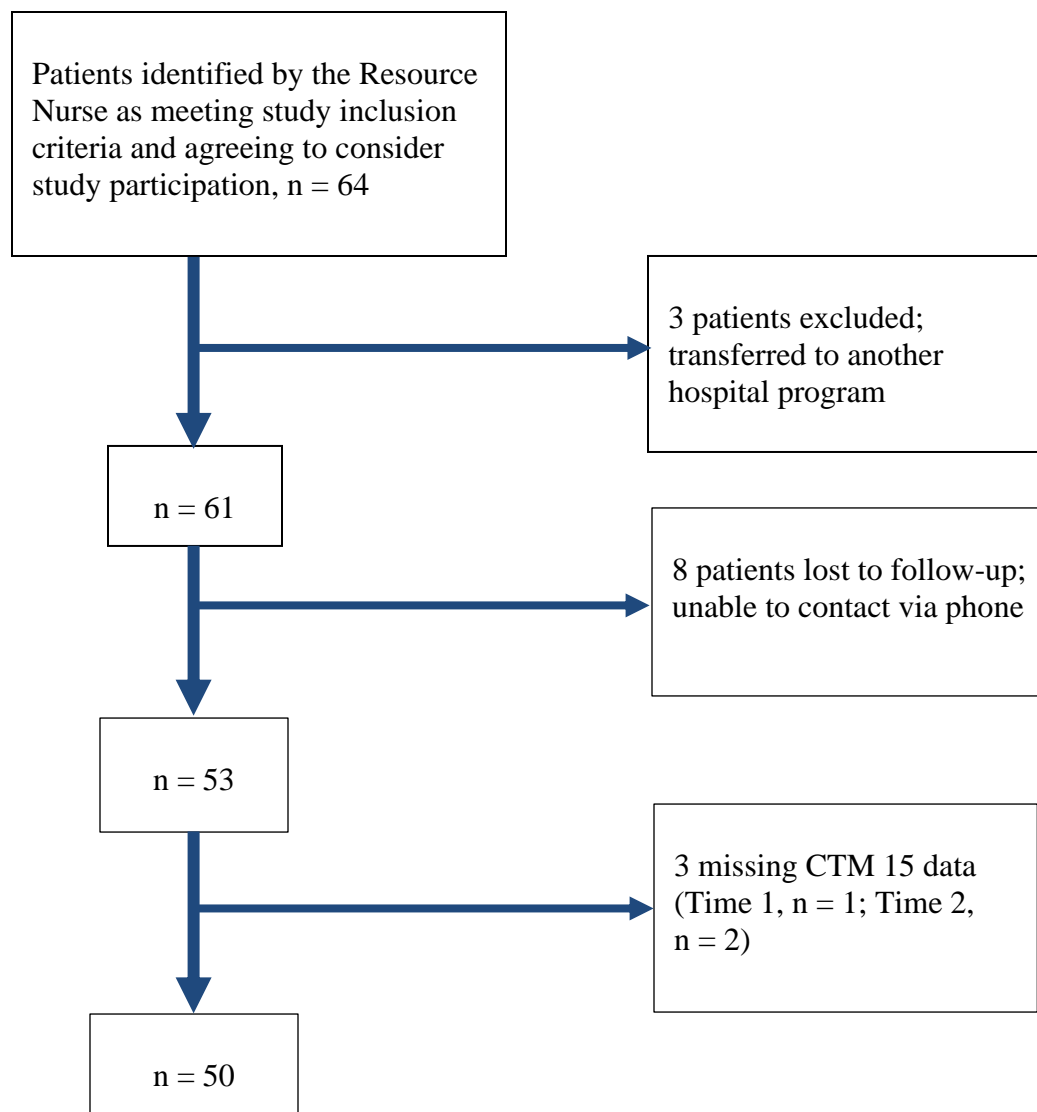 Patients identified by the Resource
Nurse as meeting study inclusion
criteria and agreeing to consider
study participation, n = 64
3 patients excluded;
transferred to another
hospital program
n = 61
8 patients lost to follow-up;
unable to contact via phone
n = 53
3 missing CTM 15 data
(Time 1, n = 1; Time 2,
n = 2)
n = 50